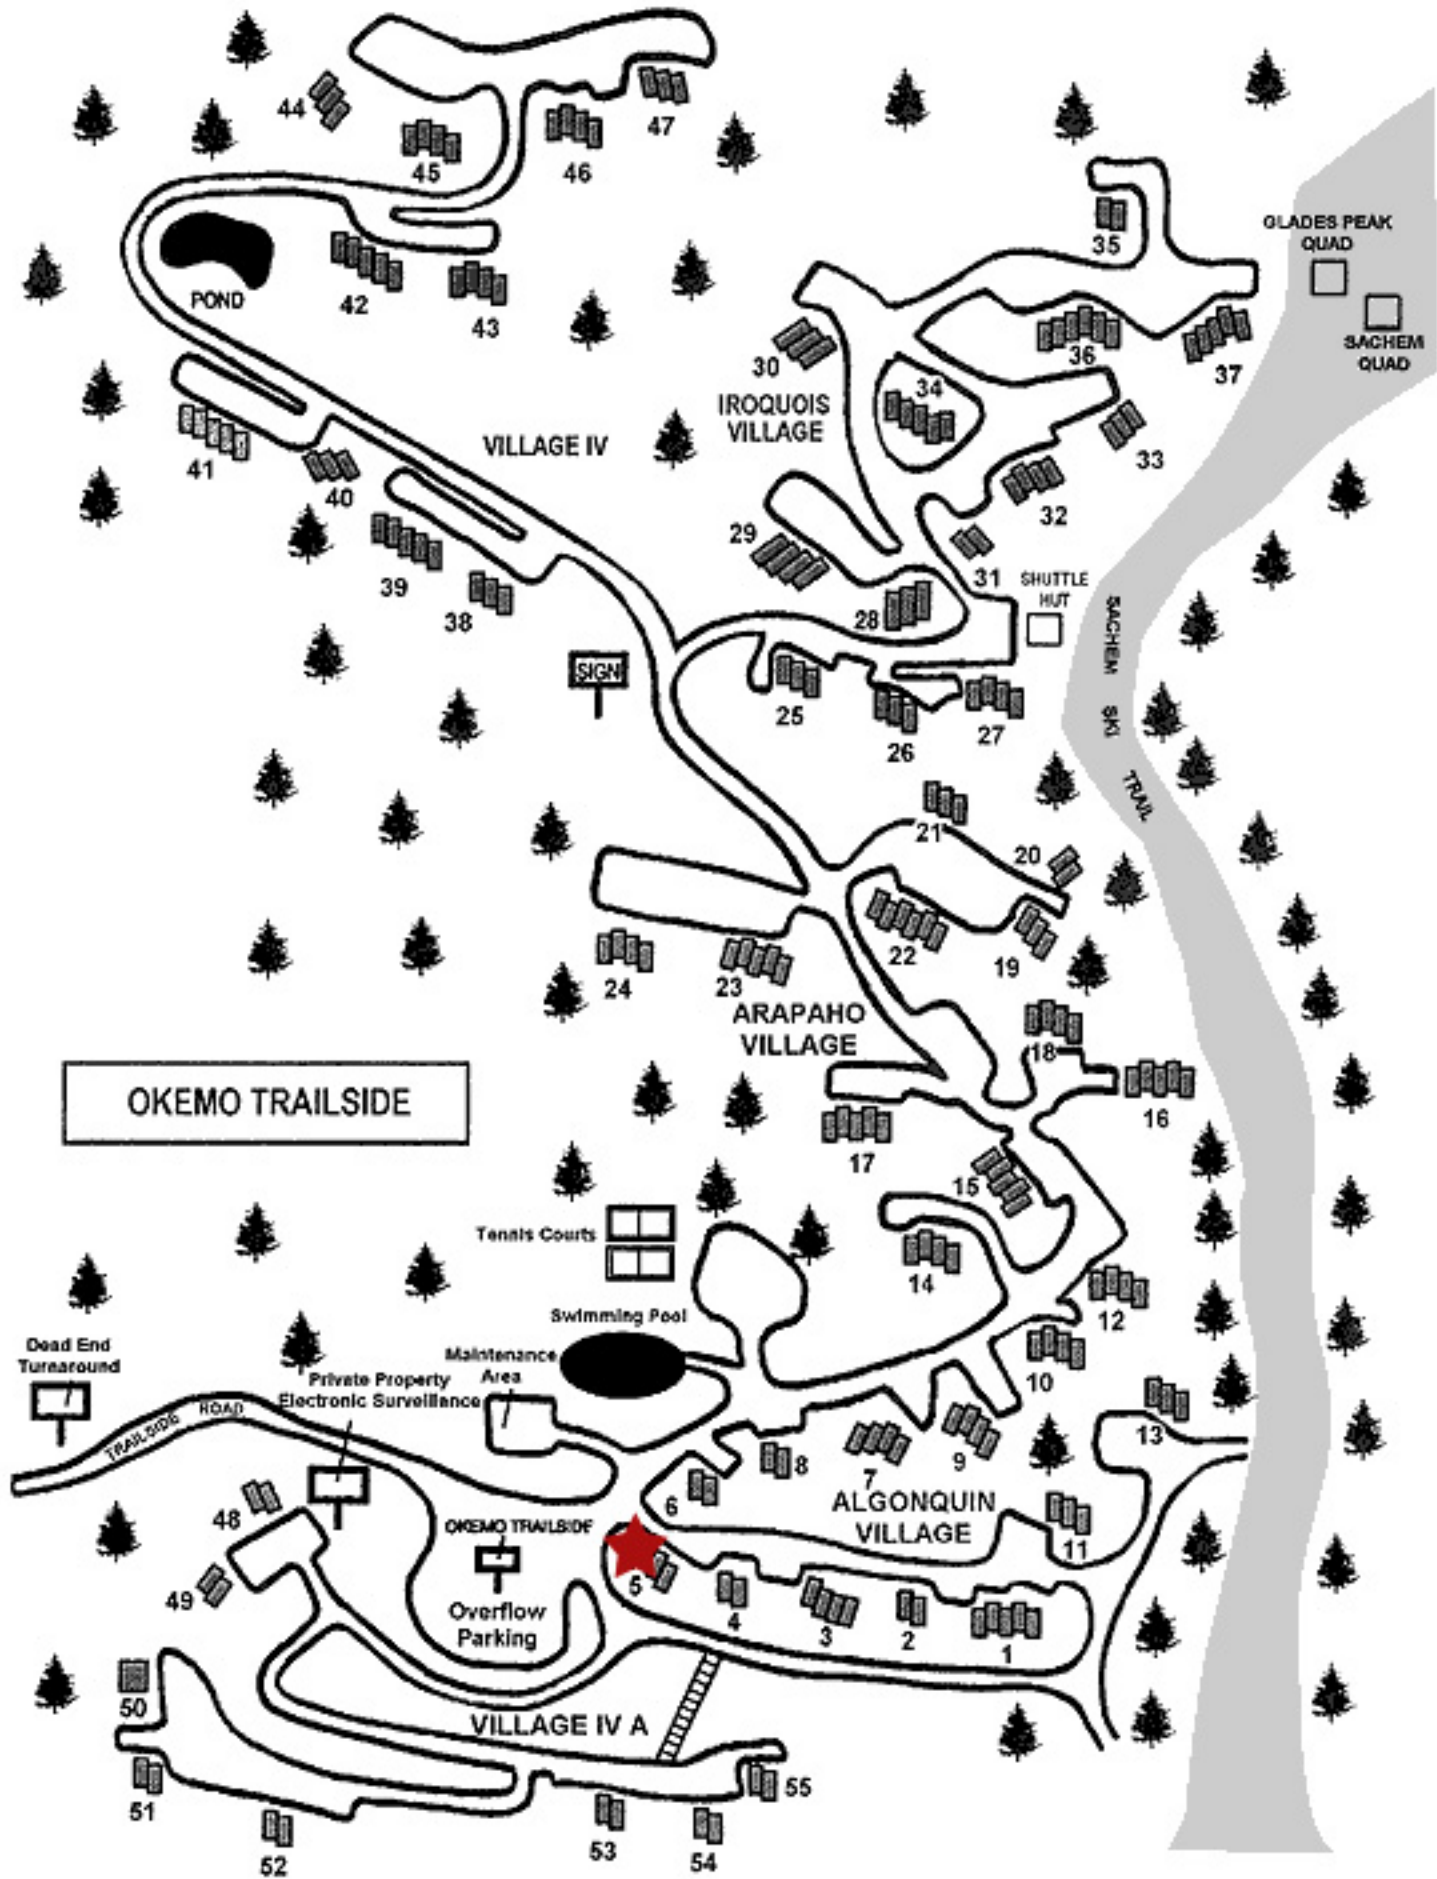 44
45
46
47
35
GLADES PEAK
QUAD
POND
42
43
30
36
37
SACHEM
QUAD
34
IROQUOIS
VILLAGE
33
VILLAGE IV
41
40
32
29
39
38
31
SHUTTLE
HUT
28
SACHEM
SKI
TRAIL
SIGN
25
26
27
21
20
22
19
24
23
ARAPAHO
VILLAGE
18
16
OKEMO TRAILSIDE
17
15
Tennis Courts
14
12
Swimming Pool
Dead End
Turnaround
Maintenance
Area
Private Property
Electronic Surveillance
10
TRAILSIDE ROAD
13
8
7
9
6
ALGONQUIN
VILLAGE
48
OKEMO TRAILSIDE
11
49
5
4
3
2
1
Overflow
Parking
50
VILLAGE IV A
51
55
52
53
54